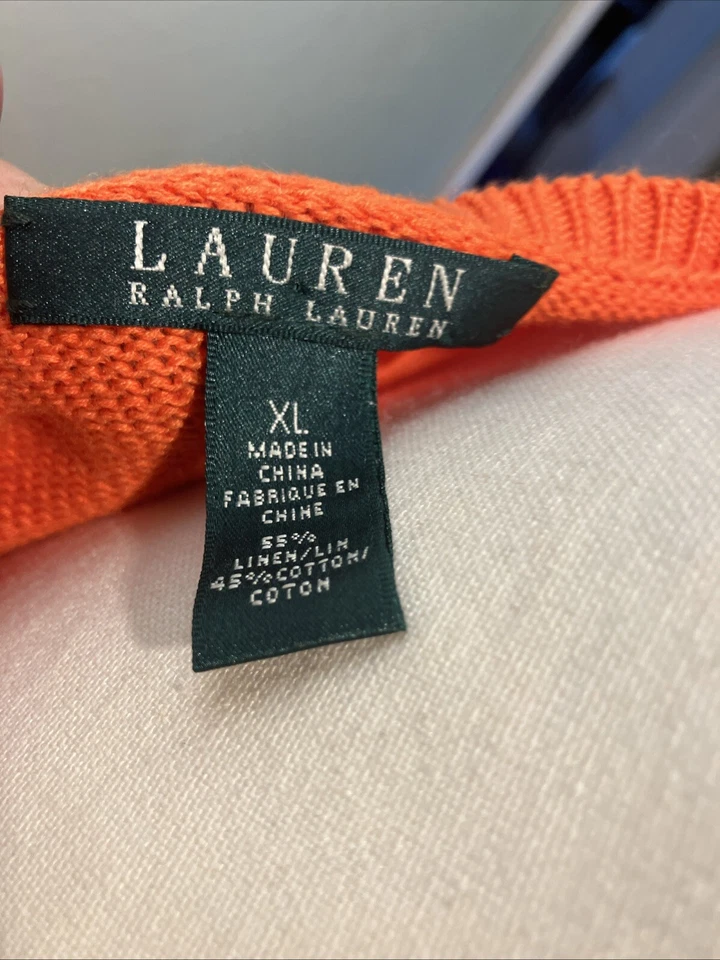 LAUREN
RALPH LAUREN
XL
MADE IN
CHINA
FABRIQUE EN
CHINE
55%
LINEN/LIN
45%COTTON/
COTON